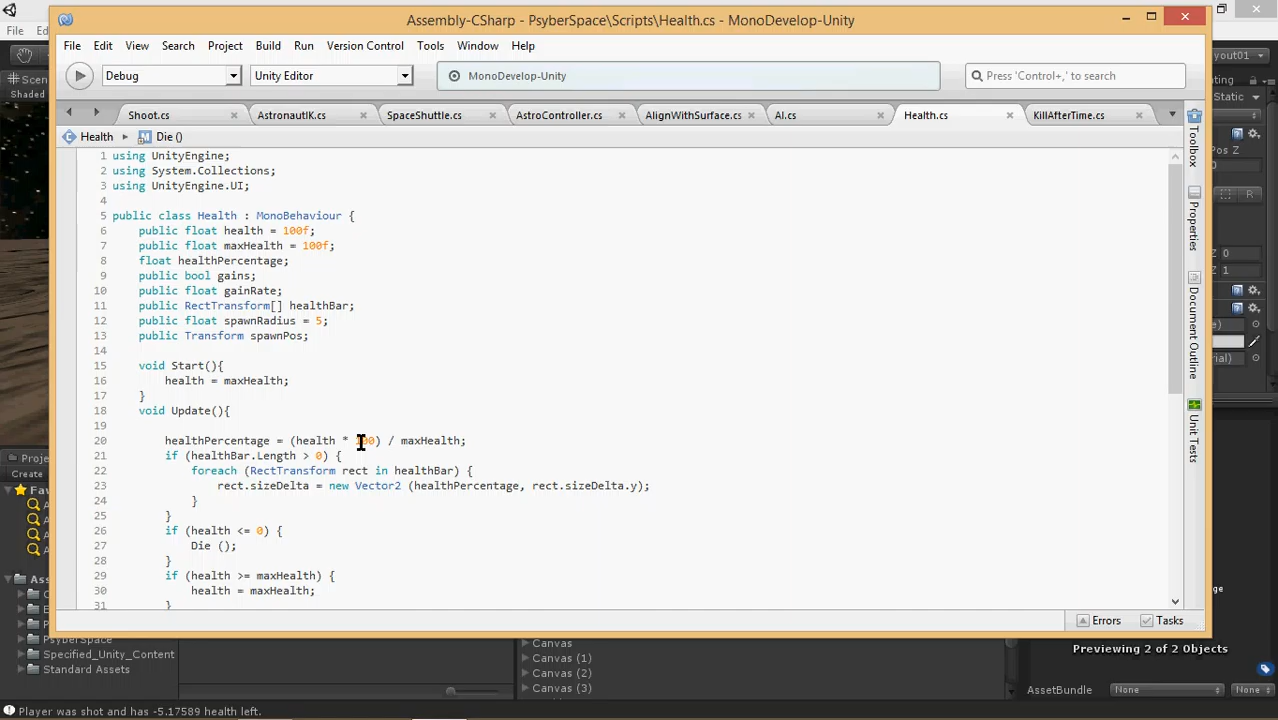 Assembly-CSharp - PsyberSpace\Scripts\Health.cs - MonoDevelop-Unity
File Edit View Search Project Build Run Version Control Tools Window Help
Debug Unity Editor MonoDevelop-Unity Press 'Control+,' to search
Shoot.cs AstronautIK.cs SpaceShuttle.cs AstroController.cs AlignWithSurface.cs AI.cs Health.cs KillAfterTime.cs
Health Die ()
1 using UnityEngine;
2 using System.Collections;
3 using UnityEngine.UI;
4
5 public class Health : MonoBehaviour {
6 public float health = 100f;
7 public float maxHealth = 100f;
8 float healthPercentage;
9 public bool gains;
10 public float gainRate;
11 public RectTransform[] healthBar;
12 public float spawnRadius = 5;
13 public Transform spawnPos;
14
15 void Start(){
16 health = maxHealth;
17 }
18 void Update(){
19
20 healthPercentage = (health * 100) / maxHealth;
21 if (healthBar.Length > 0) {
22 foreach (RectTransform rect in healthBar) {
23 rect.sizeDelta = new Vector2 (healthPercentage, rect.sizeDelta.y);
24 }
25 }
26 if (health <= 0) {
27 Die ();
28 }
29 if (health >= maxHealth) {
30 health = maxHealth;
31 }
Errors Tasks
Toolbox
Properties
Document Outline
Unit Tests
File
Scen
Shaded
yout01
Static
Pos Z
R
Z 0
Z 1
Proje
Create
Fav
A
A
A
A
Ass
PsyberSpace
Specified_Unity_Content
Standard Assets
Canvas
Canvas (1)
Canvas (2)
Canvas (3)
Previewing 2 of 2 Objects
AssetBundle None None
Player was shot and has -5.17589 health left.